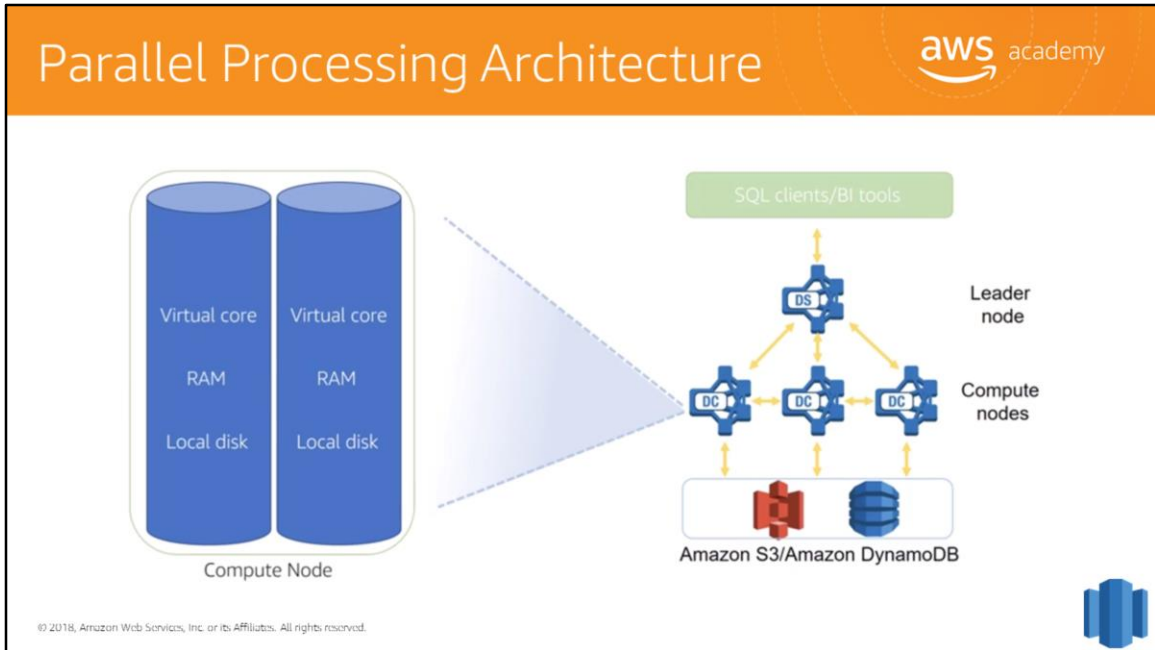 Parallel Processing Architecture
aws academy
Virtual core
Virtual core
RAM
RAM
Local disk
Local disk
Compute Node
SQL clients/BI tools
DS
Leader
node
DC
DC
DC
Compute
nodes
Amazon S3/Amazon DynamoDB
© 2018, Amazon Web Services, Inc. or its Affiliates. All rights reserved.